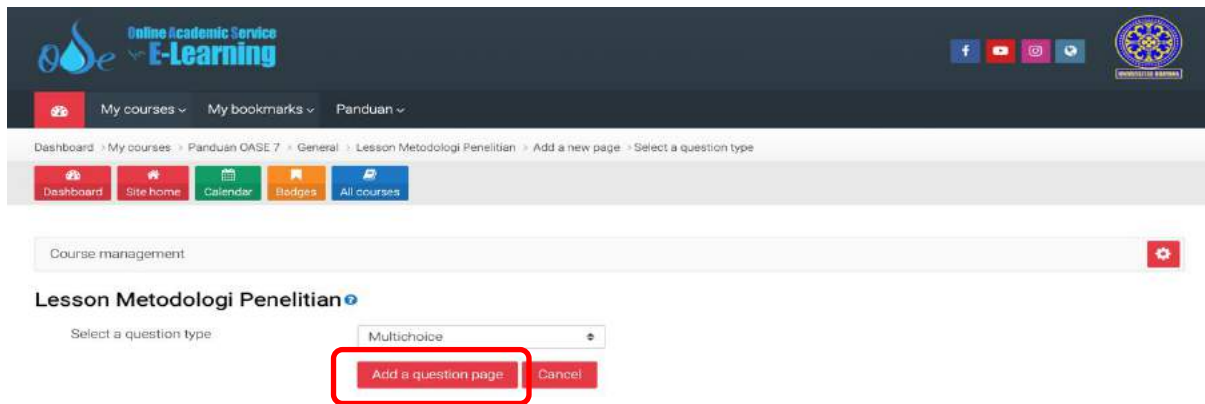 Online Academic Service
OASe E-Learning
My courses My bookmarks Panduan
Dashboard My courses Panduan OASE 7 General Lesson Metodologi Penelitian Add a new page Select a question type
Dashboard Site home Calendar Badges All courses
Course management
Lesson Metodologi Penelitian
Select a question type Multichoice
Add a question page Cancel